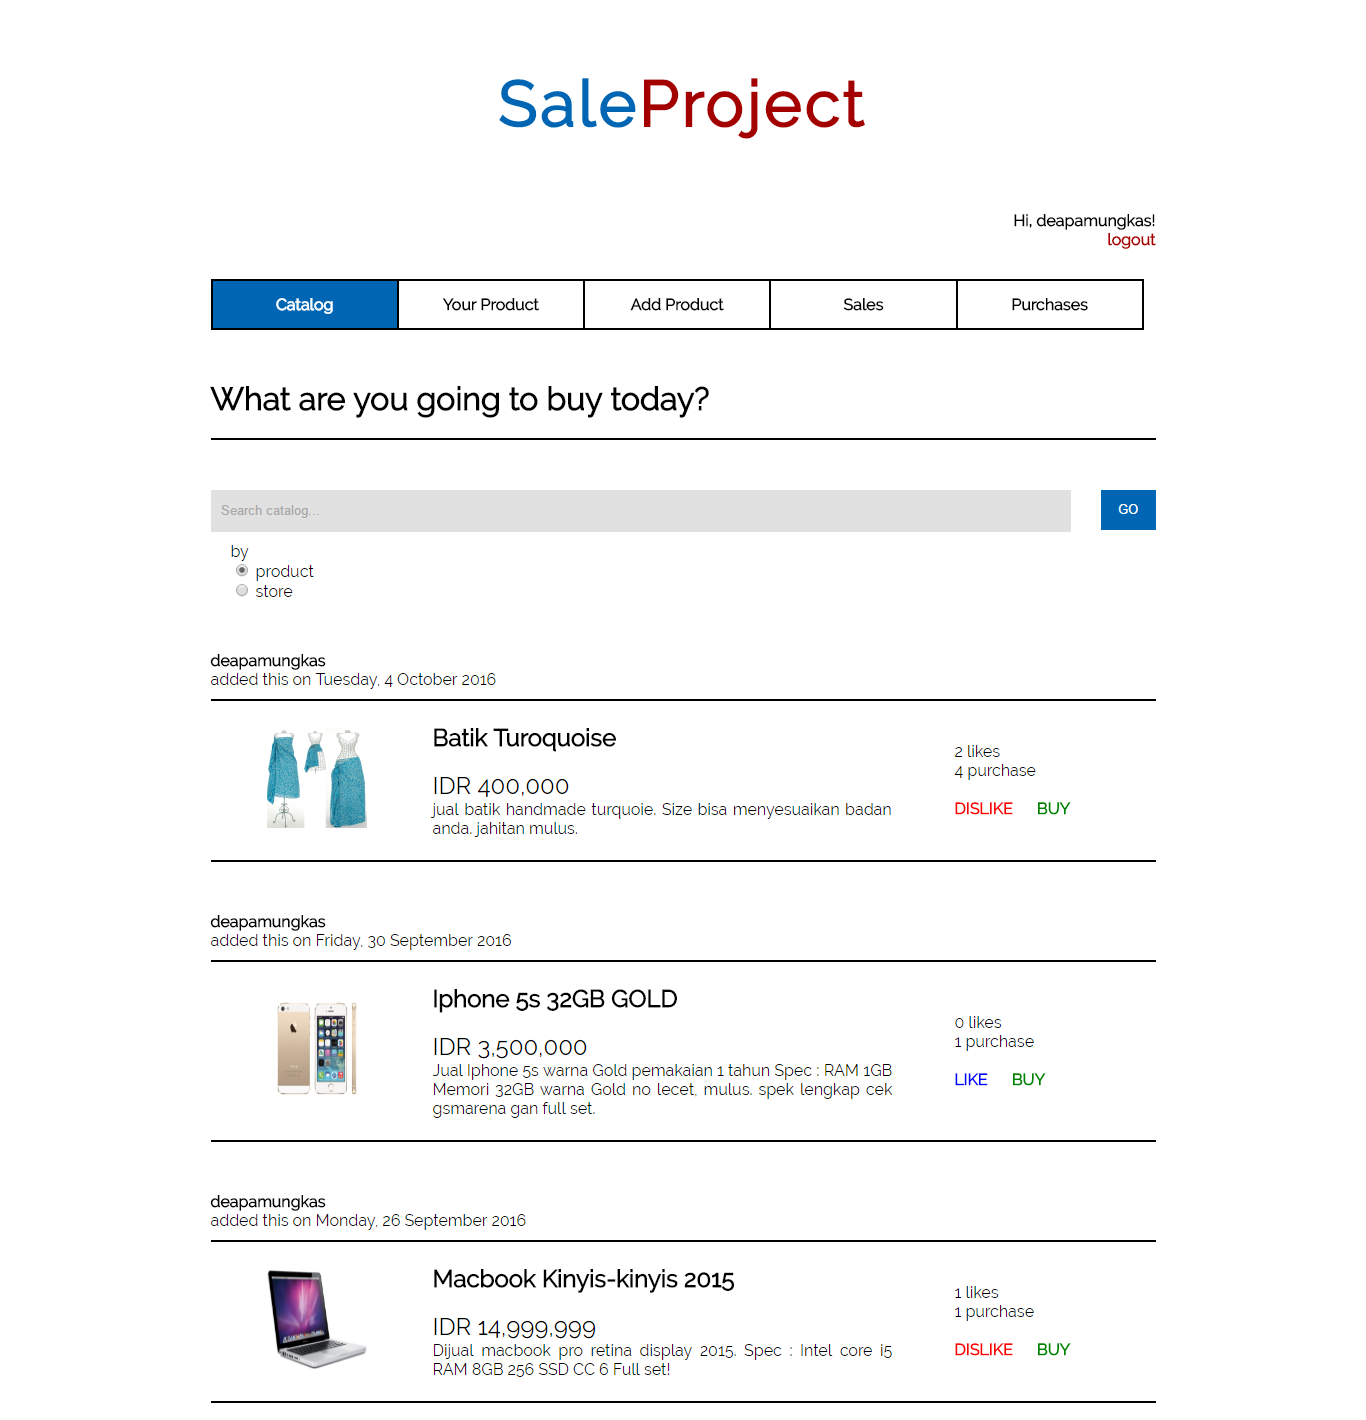 SaleProject
Hi, deapamungkas!
logout
Catalog
Your Product
Add Product
Sales
Purchases
What are you going to buy today?
Search catalog...
GO
by
product
store
deapamungkas
added this on Tuesday, 4 October 2016
Batik Turoquoise
IDR 400,000
jual batik handmade turquoie. Size bisa menyesuaikan badan
anda. jahitan mulus.
2 likes
4 purchase
DISLIKE BUY
deapamungkas
added this on Friday, 30 September 2016
Iphone 5s 32GB GOLD
IDR 3,500,000
Jual Iphone 5s warna Gold pemakaian 1 tahun Spec : RAM 1GB
Memori 32GB warna Gold no lecet, mulus. spek lengkap cek
gsmarena gan full set.
0 likes
1 purchase
LIKE BUY
deapamungkas
added this on Monday, 26 September 2016
Macbook Kinyis-kinyis 2015
IDR 14,999,999
Dijual macbook pro retina display 2015. Spec : Intel core i5
RAM 8GB 256 SSD CC 6 Full set!
1 likes
1 purchase
DISLIKE BUY